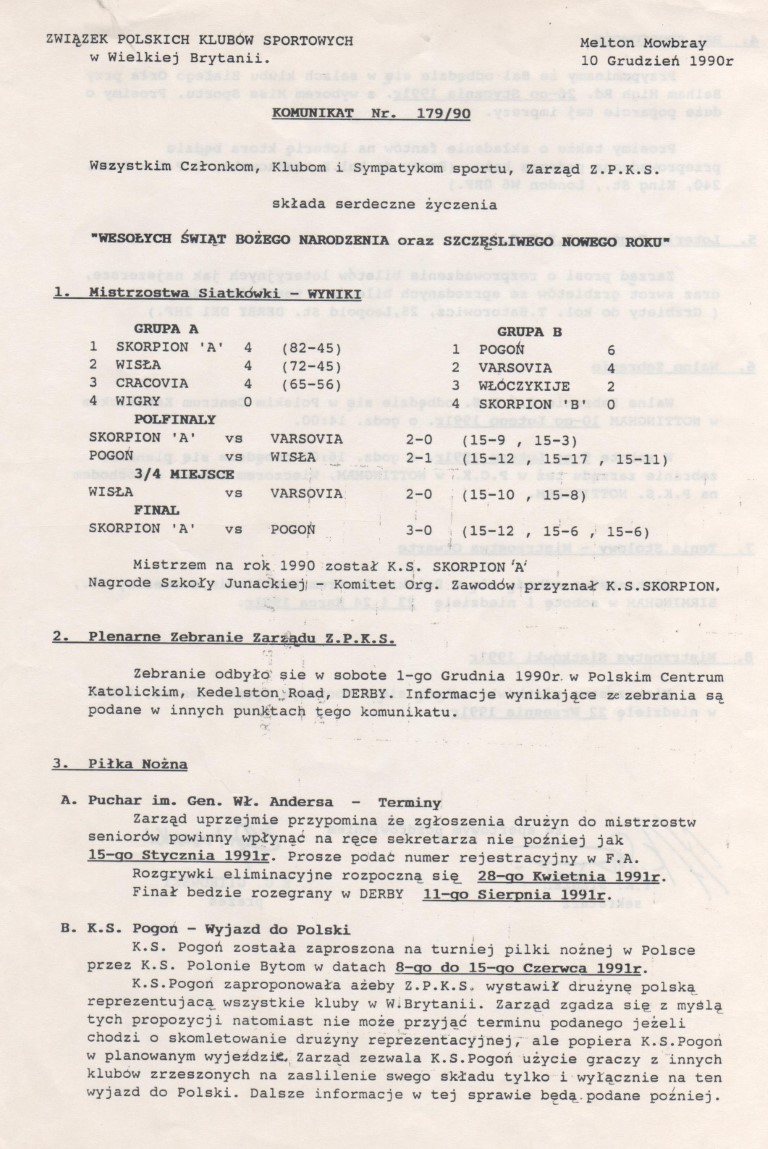 ZWIĄZEK POLSKICH KLUBÓW SPORTOWYCH
w Wielkiej Brytanii.
Melton Mowbray
10 Grudzień 1990r
KOMUNIKAT Nr. 179/90
Wszystkim Członkom, Klubom i Sympatykom sportu, Zarząd Z.P.K.S.
składa serdeczne życzenia
"WESOŁYCH ŚWIĄT BOŻEGO NARODZENIA oraz SZCZĘŚLIWEGO NOWEGO ROKU"
1. Mistrzostwa Siatkówki - WYNIKI
GRUPA A
1 SKORPION 'A' 4 (82-45)
2 WISŁA 4 (72-45)
3 CRACOVIA 4 (65-56)
4 WIGRY 0
GRUPA B
1 POGOŃ 6
2 VARSOVIA 4
3 WŁÓCZYKIJE 2
4 SKORPION 'B' 0
POLFINALY
SKORPION 'A' vs VARSOVIA 2-0 (15-9 , 15-3)
POGOŃ vs WISŁA 2-1 (15-12 , 15-17 , 15-11)
3/4 MIEJSCE
WISŁA vs VARSOVIA 2-0 (15-10 , 15-8)
FINAL
SKORPION 'A' vs POGOŃ 3-0 (15-12 , 15-6 , 15-6)
Mistrzem na rok 1990 został K.S. SKORPION 'A'
Nagrode Szkoły Junackiej - Komitet Org. Zawodów przyznał K.S.SKORPION.
2. Plenarne Zebranie Zarządu Z.P.K.S.
Zebranie odbyło sie w sobote 1-go Grudnia 1990r. w Polskim Centrum
Katolickim, Kedelston Road, DERBY. Informacje wynikające ze zebrania są
podane w innych punktach tego komunikatu.
3. Piłka Nożna
A. Puchar im. Gen. Wł. Andersa - Terminy
Zarząd uprzejmie przypomina że zgłoszenia drużyn do mistrzostw
seniorów powinny wpłynąć na ręce sekretarza nie pożniej jak
15-go Stycznia 1991r. Prosze podać numer rejestracyjny w F.A.
Rozgrywki eliminacyjne rozpoczną się 28-go Kwietnia 1991r.
Finał bedzie rozegrany w DERBY 11-go Sierpnia 1991r.
B. K.S. Pogoń - Wyjazd do Polski
K.S. Pogoń została zaproszona na turniej pilki nożnej w Polsce
przez K.S. Polonie Bytom w datach 8-go do 15-go Czerwca 1991r.
K.S.Pogoń zaproponowała ażeby Z.P.K.S. wystawił drużynę polską
reprezentujacą wszystkie kluby w W.Brytanii. Zarząd zgadza się z myślą
tych propozycji natomiast nie może przyjąć terminu podanego jeżeli
chodzi o skomletowanie drużyny reprezentacyjnej, ale popiera K.S.Pogoń
w planowanym wyjeździe. Zarząd zezwala K.S.Pogoń użycie graczy z innych
klubów zrzeszonych na zaslilenie swego składu tylko i wyłącznie na ten
wyjazd do Polski. Dalsze informacje w tej sprawie będą podane pożniej.